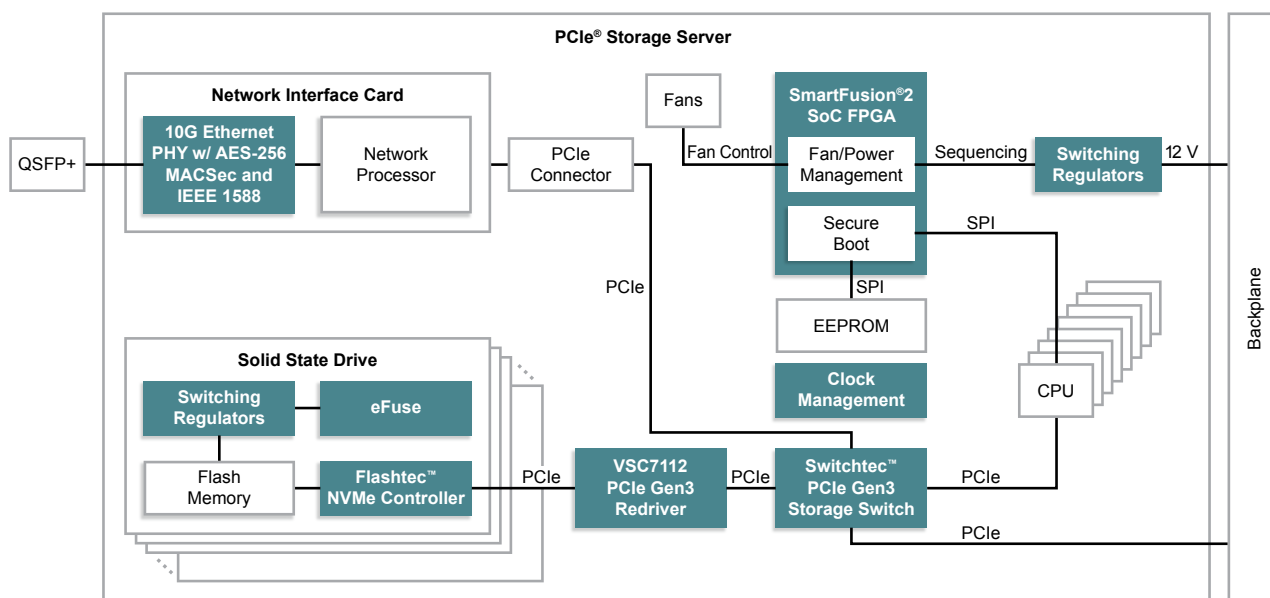 PCIe® Storage Server
Network Interface Card
QSFP+
10G Ethernet
PHY w/ AES-256
MACSec and
IEEE 1588
Network
Processor
PCIe
Connector
Fans
Fan Control
SmartFusion®2
SoC FPGA
Fan/Power
Management
Sequencing
Switching
Regulators
12 V
Secure
Boot
SPI
SPI
EEPROM
PCIe
Backplane
Clock
Management
CPU
Solid State Drive
Switching
Regulators
eFuse
Flash
Memory
Flashtec™
NVMe Controller
PCIe
VSC7112
PCIe Gen3
Redriver
PCIe
Switchtec™
PCIe Gen3
Storage Switch
PCIe
PCIe